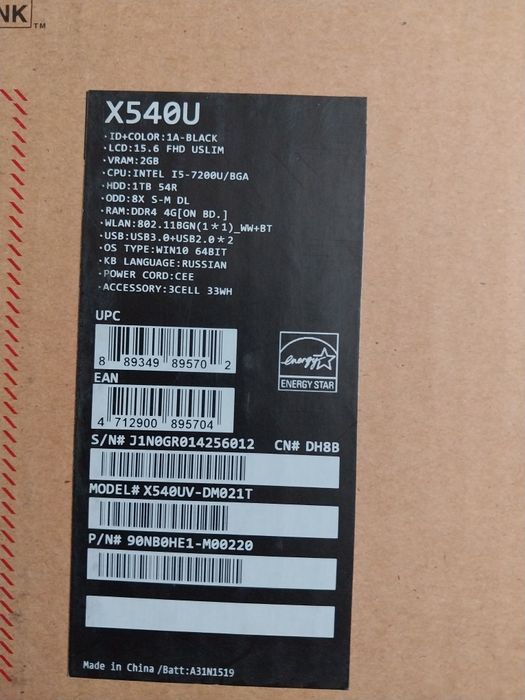 NK
TM
X540U
·ID+COLOR:1A-BLACK
·LCD:15.6 FHD USLIM
·VRAM:2GB
·CPU:INTEL I5-7200U/BGA
·HDD:1TB 54R
·ODD:8X S-M DL
·RAM:DDR4 4G[ON BD.]
·WLAN:802.11BGN(1*1)_WW+BT
·USB:USB3.0+USB2.0*2
·OS TYPE:WIN10 64BIT
·KB LANGUAGE:RUSSIAN
·POWER CORD:CEE
·ACCESSORY:3CELL 33WH
UPC
8 89349 89570 2
energy
ENERGY STAR
EAN
4 712900 895704
S/N# J1N0GR014256012 CN# DH8B
MODEL# X540UV-DM021T
P/N# 90NB0HE1-M00220
Made in China /Batt:A31N1519